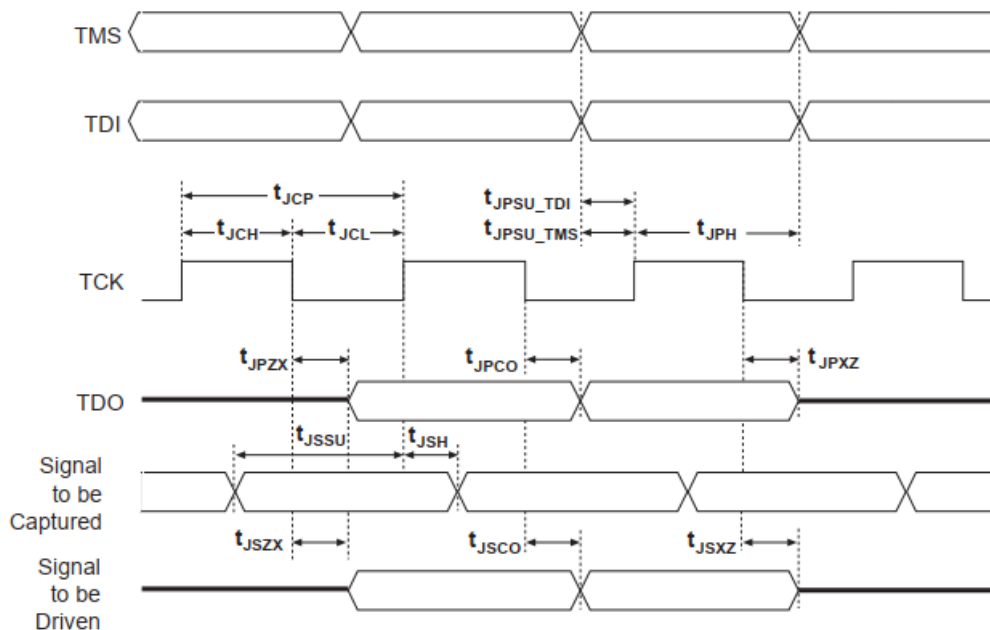 TMS
TDI
tJCP
tJPSU_TDI
tJCH
tJCL
tJPSU_TMS
tJPH
TCK
tJPZX
tJPCO
tJPXZ
TDO
tJSSU
tJSH
Signal
to be
Captured
tJSZX
tJSCO
tJSXZ
Signal
to be
Driven